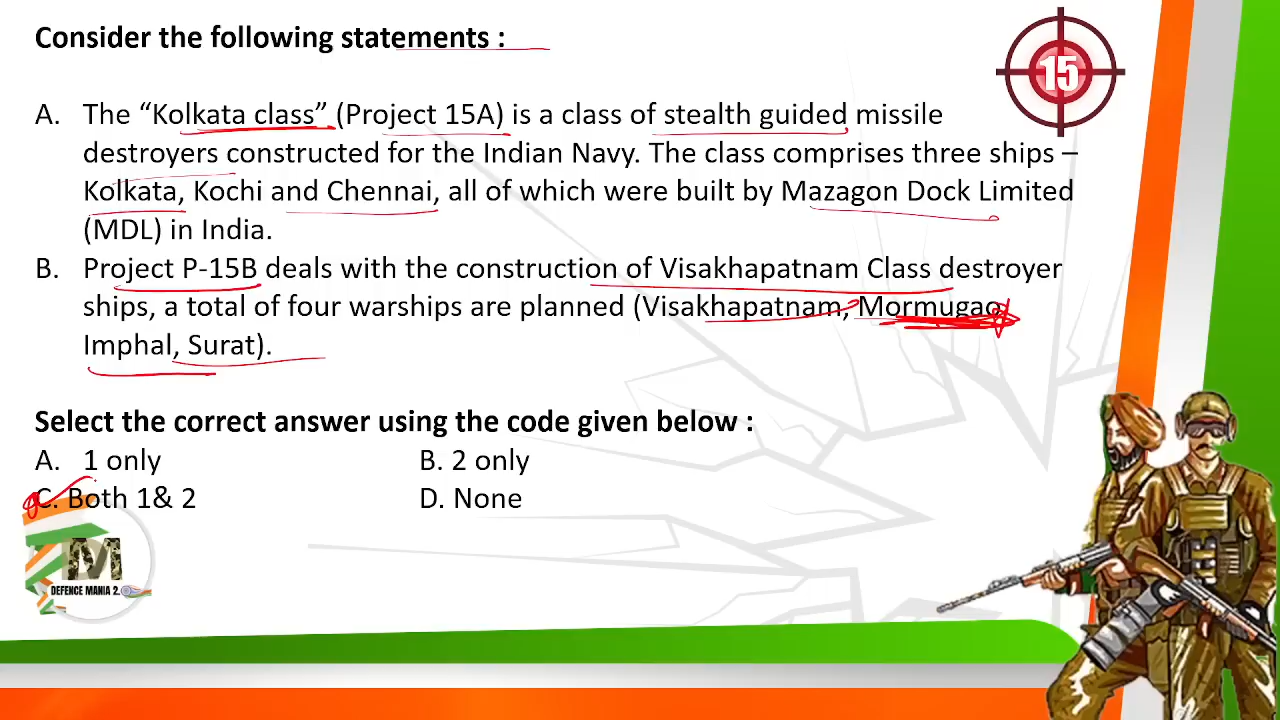 Consider the following statements :
15
A. The “Kolkata class” (Project 15A) is a class of stealth guided missile
destroyers constructed for the Indian Navy. The class comprises three ships –
Kolkata, Kochi and Chennai, all of which were built by Mazagon Dock Limited
(MDL) in India.
B. Project P-15B deals with the construction of Visakhapatnam Class destroyer
ships, a total of four warships are planned (Visakhapatnam, Mormugao,
Imphal, Surat).
Select the correct answer using the code given below :
A. 1 only B. 2 only
C. Both 1& 2 D. None
M
DEFENCE MANIA 2.